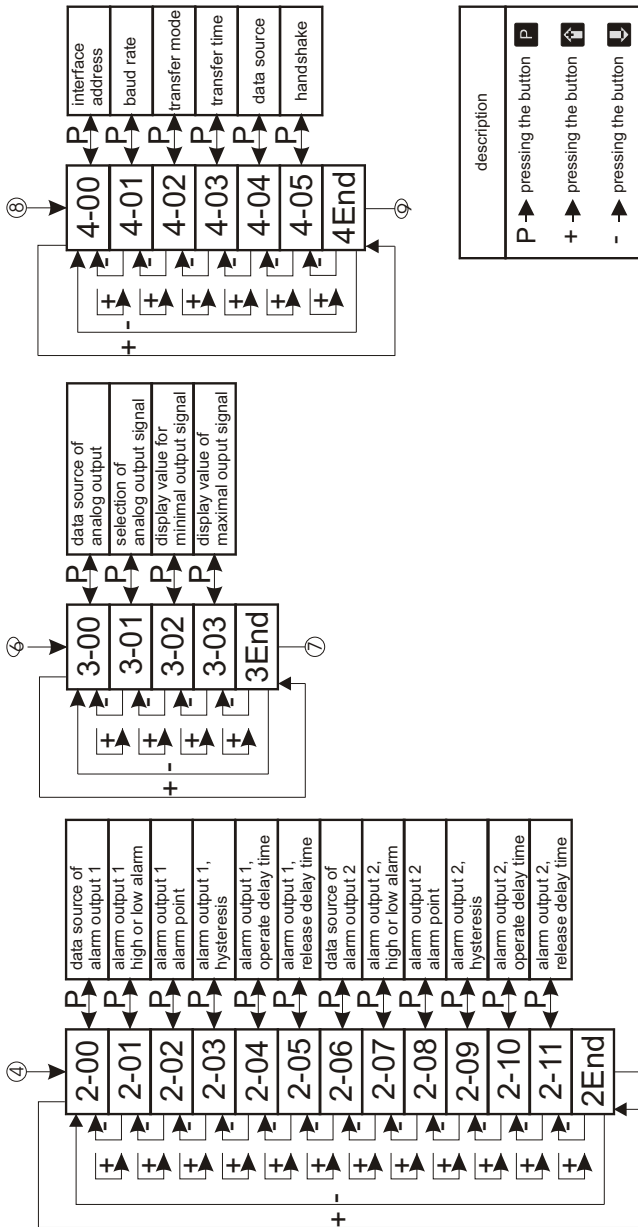 ④
2-00
P
data source of
alarm output 1
2-01
P
alarm output 1
high or low alarm
2-02
P
alarm output 1
alarm point
2-03
P
alarm output 1,
hysteresis
2-04
P
alarm output 1,
operate delay time
2-05
P
alarm output 1,
release delay time
2-06
P
data source of
alarm output 2
2-07
P
alarm output 2,
high or low alarm
2-08
P
alarm output 2
alarm point
2-09
P
alarm output 2,
hysteresis
2-10
P
alarm output 2,
operate delay time
2-11
P
alarm output 2,
release delay time
2End
+ -
+ -
+ -
+ -
+ -
+ -
+ -
+ -
+ -
+ -
+ -
+ -
+ -
⑥
3-00
P
data source of
analog output
3-01
P
selection of
analog output signal
3-02
P
display value for
minimal output signal
3-03
P
display value of
maximal ouput signal
3End
+ -
+ -
+ -
+ -
+ -
⑦
⑧
4-00
P
interface
address
4-01
P
baud rate
4-02
P
transfer mode
4-03
P
transfer time
4-04
P
data source
4-05
P
handshake
4End
+ -
+ -
+ -
+ -
+ -
+ -
+ -
⑨
description
P pressing the button P
+ pressing the button
- pressing the button